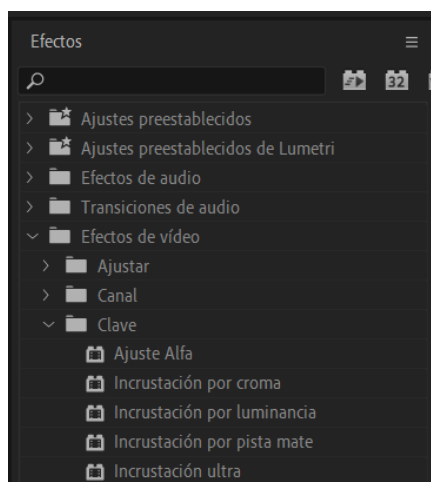 Efectos
32
Ajustes preestablecidos
Ajustes preestablecidos de Lumetri
Efectos de audio
Transiciones de audio
Efectos de vídeo
Ajustar
Canal
Clave
Ajuste Alfa
Incrustación por croma
Incrustación por luminancia
Incrustación por pista mate
Incrustación ultra